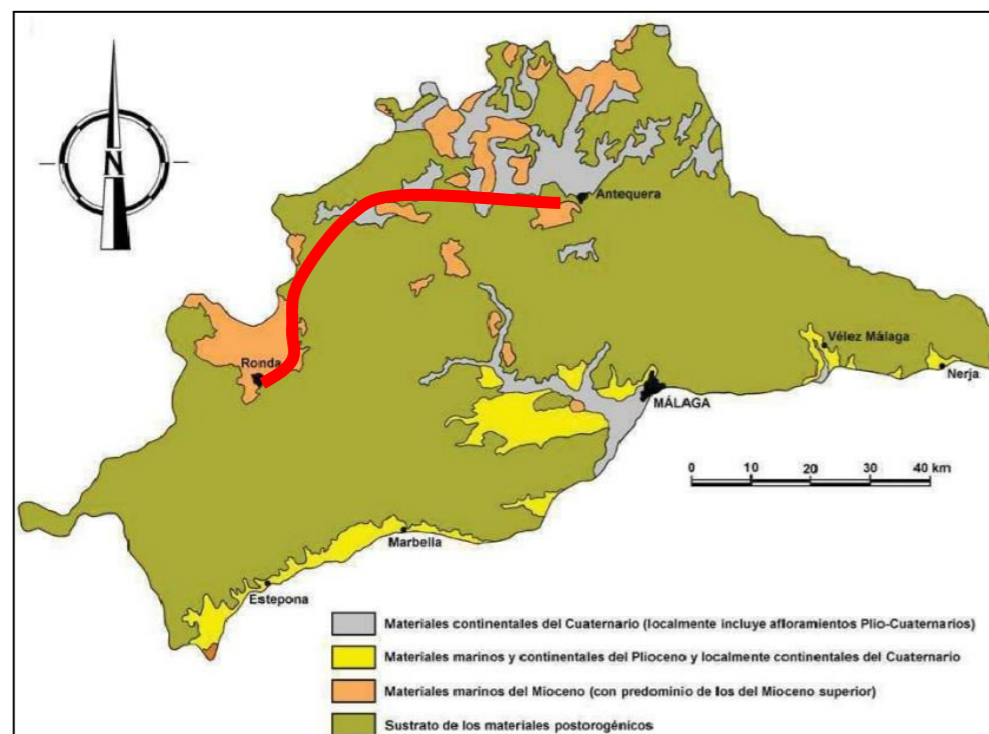 N
Antequera
Ronda
Vélez Málaga
Nerja
MÁLAGA
0 10 20 30 40 km
Marbella
Estepona
Materiales continentales del Cuaternario (localmente incluye afloramientos Plio-Cuaternarios)
Materiales marinos y continentales del Plioceno y localmente continentales del Cuaternario
Materiales marinos del Mioceno (con predominio de los del Mioceno superior)
Sustrato de los materiales postorogénicos